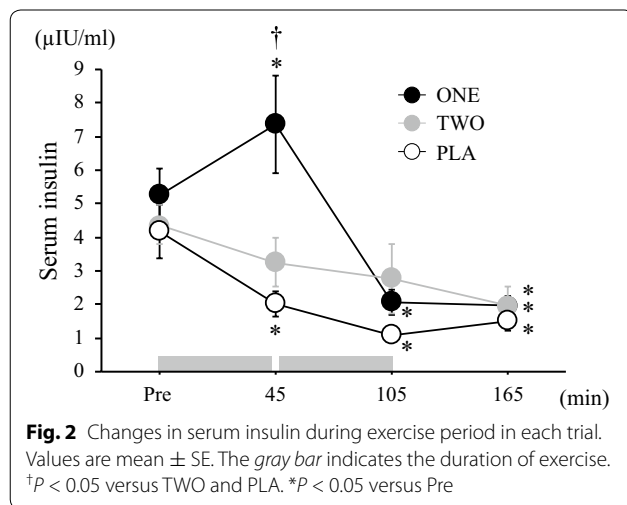 (µIU/ml)
†
*
9
8
7
6
5
4
3
2
1
0
Serum insulin
ONE
TWO
PLA
*
*
*
*
*
*
Pre
45
105
165
(min)
Fig. 2 Changes in serum insulin during exercise period in each trial.
Values are mean ± SE. The gray bar indicates the duration of exercise.
†P < 0.05 versus TWO and PLA. *P < 0.05 versus Pre